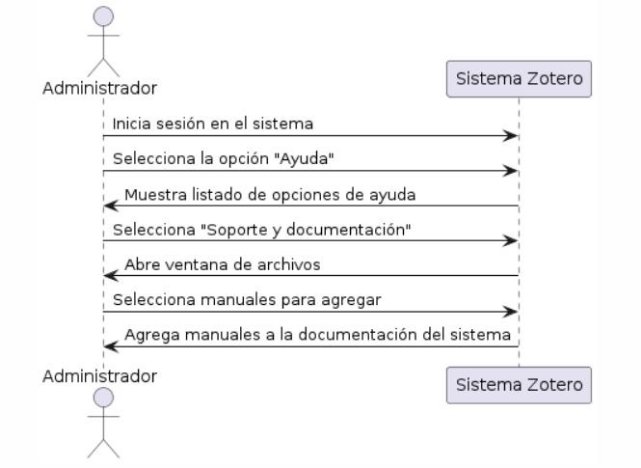 Administrador
Sistema Zotero
Inicia sesión en el sistema
Selecciona la opción "Ayuda"
Muestra listado de opciones de ayuda
Selecciona "Soporte y documentación"
Abre ventana de archivos
Selecciona manuales para agregar
Agrega manuales a la documentación del sistema
Administrador
Sistema Zotero